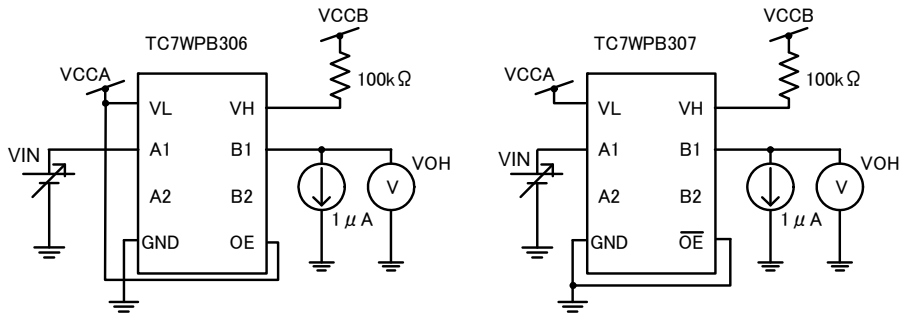 VCCB
TC7WPB306
VCCA
100kΩ
VL
VH
VIN
A1
B1
VOH
A2
B2
V
1μA
GND
OE
VCCB
TC7WPB307
VCCA
100kΩ
VL
VH
VIN
A1
B1
VOH
A2
B2
V
1μA
GND
O̅E̅